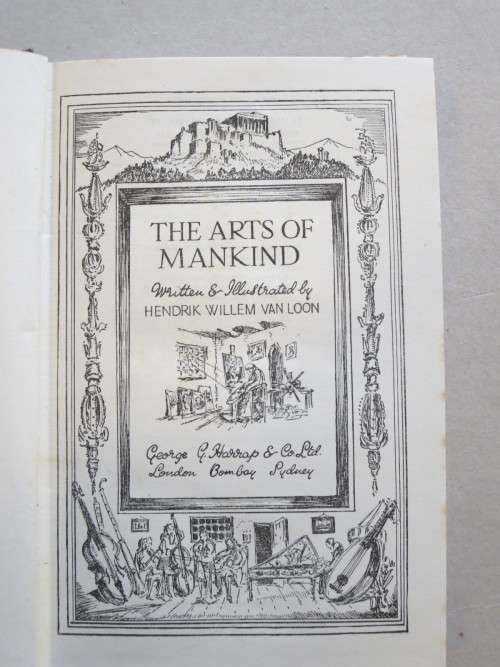 THE ARTS OF
MANKIND
Written & Illustrated by
HENDRIK WILLEM VAN LOON
George G. Harrap & Co Ltd.
London Bombay Sydney